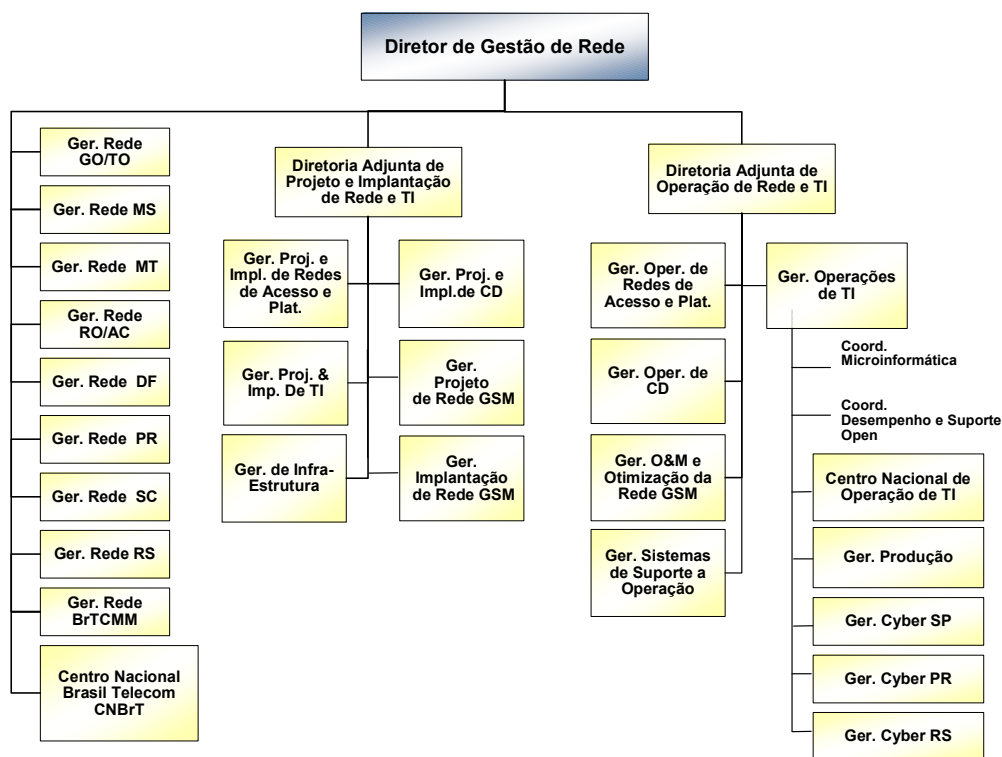 Diretor de Gestão de Rede
Ger. Rede
GO/TO
Ger. Rede MS
Ger. Rede MT
Ger. Rede
RO/AC
Ger. Rede DF
Ger. Rede PR
Ger. Rede SC
Ger. Rede RS
Ger. Rede
BrTCMM
Centro Nacional
Brasil Telecom
CNBrT
Diretoria Adjunta de
Projeto e Implantação
de Rede e TI
Ger. Proj. e
Impl. de Redes
de Acesso e
Plat.
Ger. Proj. e
Impl.de CD
Ger. Proj. &
Imp. De TI
Ger.
Projeto
de Rede GSM
Ger. de Infra-
Estrutura
Ger.
Implantação
de Rede GSM
Diretoria Adjunta de
Operação de Rede e TI
Ger. Oper. de
Redes de
Acesso e Plat.
Ger. Operações
de TI
Ger. Oper. de
CD
Ger. O&M e
Otimização da
Rede GSM
Ger. Sistemas
de Suporte a
Operação
Coord.
Microinformática
Coord.
Desempenho e Suporte
Open
Centro Nacional de
Operação de TI
Ger. Produção
Ger. Cyber SP
Ger. Cyber PR
Ger. Cyber RS